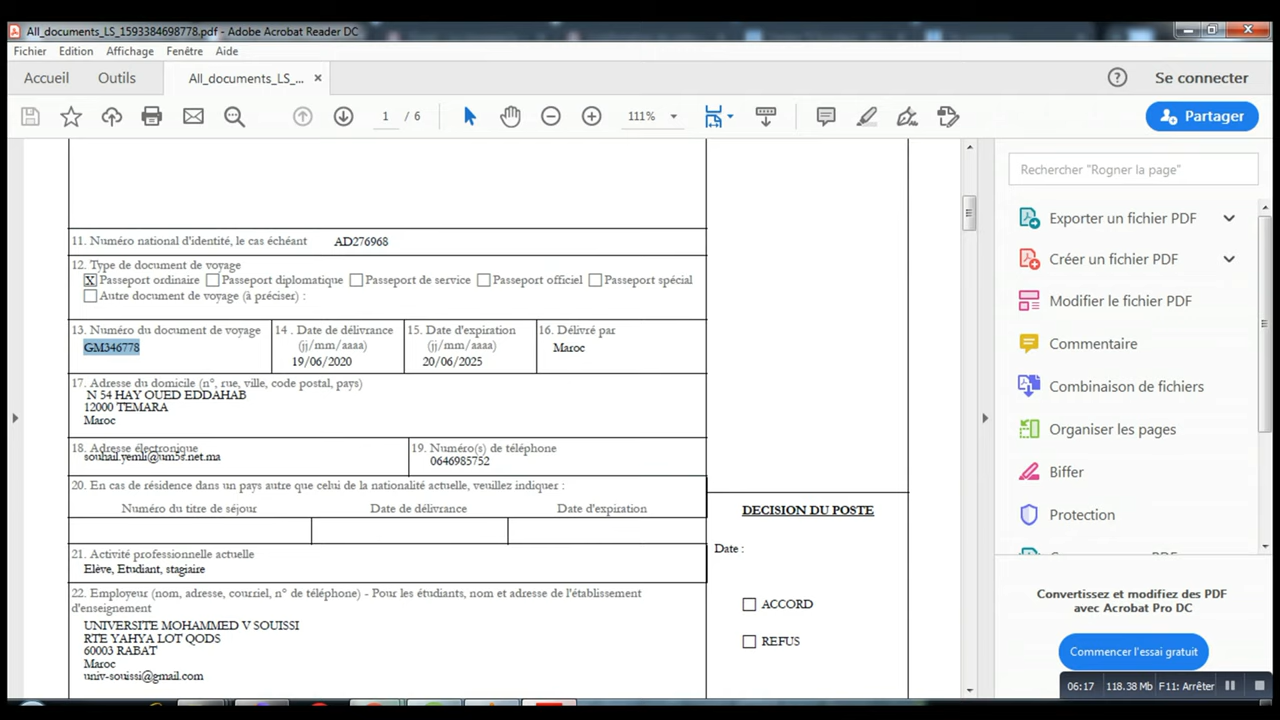 All_documents_LS_1593384698778.pdf - Adobe Acrobat Reader DC
Fichier Edition Affichage Fenêtre Aide
Accueil Outils All_documents_LS_... × Se connecter
1 / 6 111% Partager
Rechercher "Rogner la page"
Exporter un fichier PDF
Créer un fichier PDF
Modifier le fichier PDF
Commentaire
Combinaison de fichiers
Organiser les pages
Biffer
Protection
Convertissez et modifiez des PDF
avec Acrobat Pro DC
Commencer l'essai gratuit
06:17 118.38 Mb F11: Arrêter
11. Numéro national d'identité, le cas échéant AD276968
12. Type de document de voyage
X Passeport ordinaire Passeport diplomatique Passeport de service Passeport officiel Passeport spécial
Autre document de voyage (à préciser) :
13. Numéro du document de voyage
GM346778
14 . Date de délivrance
(jj/mm/aaaa)
19/06/2020
15. Date d'expiration
(jj/mm/aaaa)
20/06/2025
16. Délivré par
Maroc
17. Adresse du domicile (n°, rue, ville, code postal, pays)
N 54 HAY OUED EDDAHAB
12000 TEMARA
Maroc
18. Adresse électronique
souhail.yemli@um5s.net.ma
19. Numéro(s) de téléphone
0646985752
20. En cas de résidence dans un pays autre que celui de la nationalité actuelle, veuillez indiquer :
Numéro du titre de séjour Date de délivrance Date d'expiration
21. Activité professionnelle actuelle
Elève, Etudiant, stagiaire
22. Employeur (nom, adresse, courriel, n° de téléphone) - Pour les étudiants, nom et adresse de l'établissement
d'enseignement
UNIVERSITE MOHAMMED V SOUISSI
RTE YAHYA LOT QODS
60003 RABAT
Maroc
univ-souissi@gmail.com
DECISION DU POSTE
Date :
ACCORD
REFUS